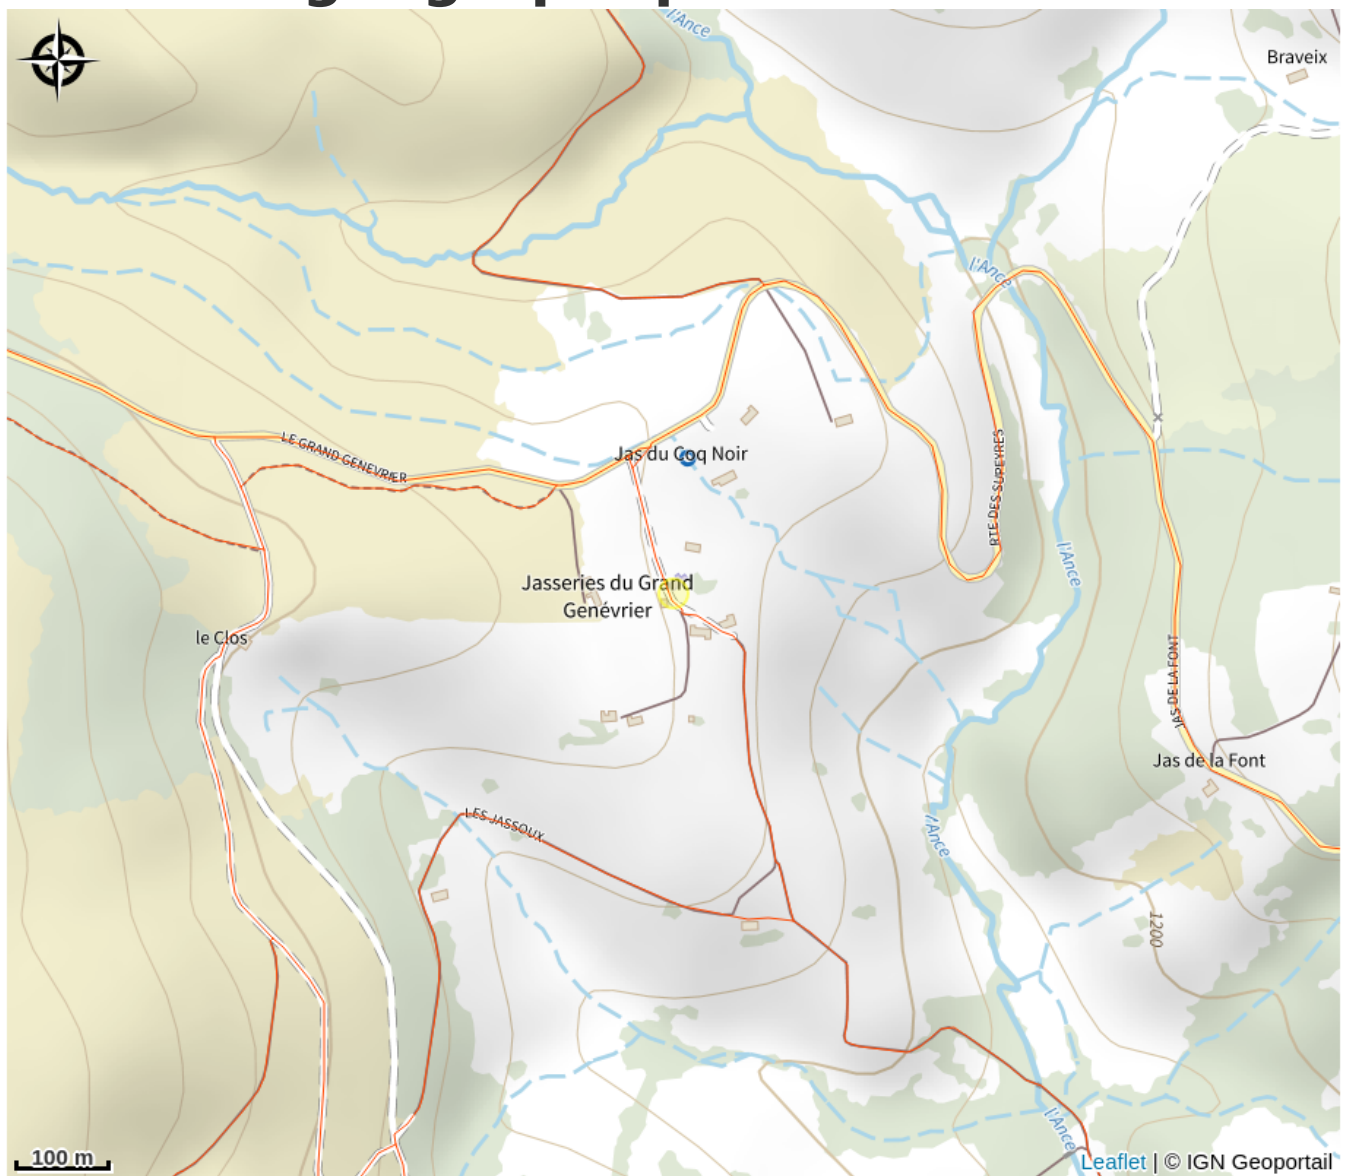 l'Ance
Braveix
l'Ance
LE GRAND GENEVRIER
Jas du Coq Noir
RTE DES SUPEYRES
l'Ance
Jasseries du Grand
Genévrier
le Clos
JAS DE LA FONT
Jas de la Font
LES JASSOUX
l'Ance
1200
l'Ance
100 m
Leaflet | © IGN Geoportail